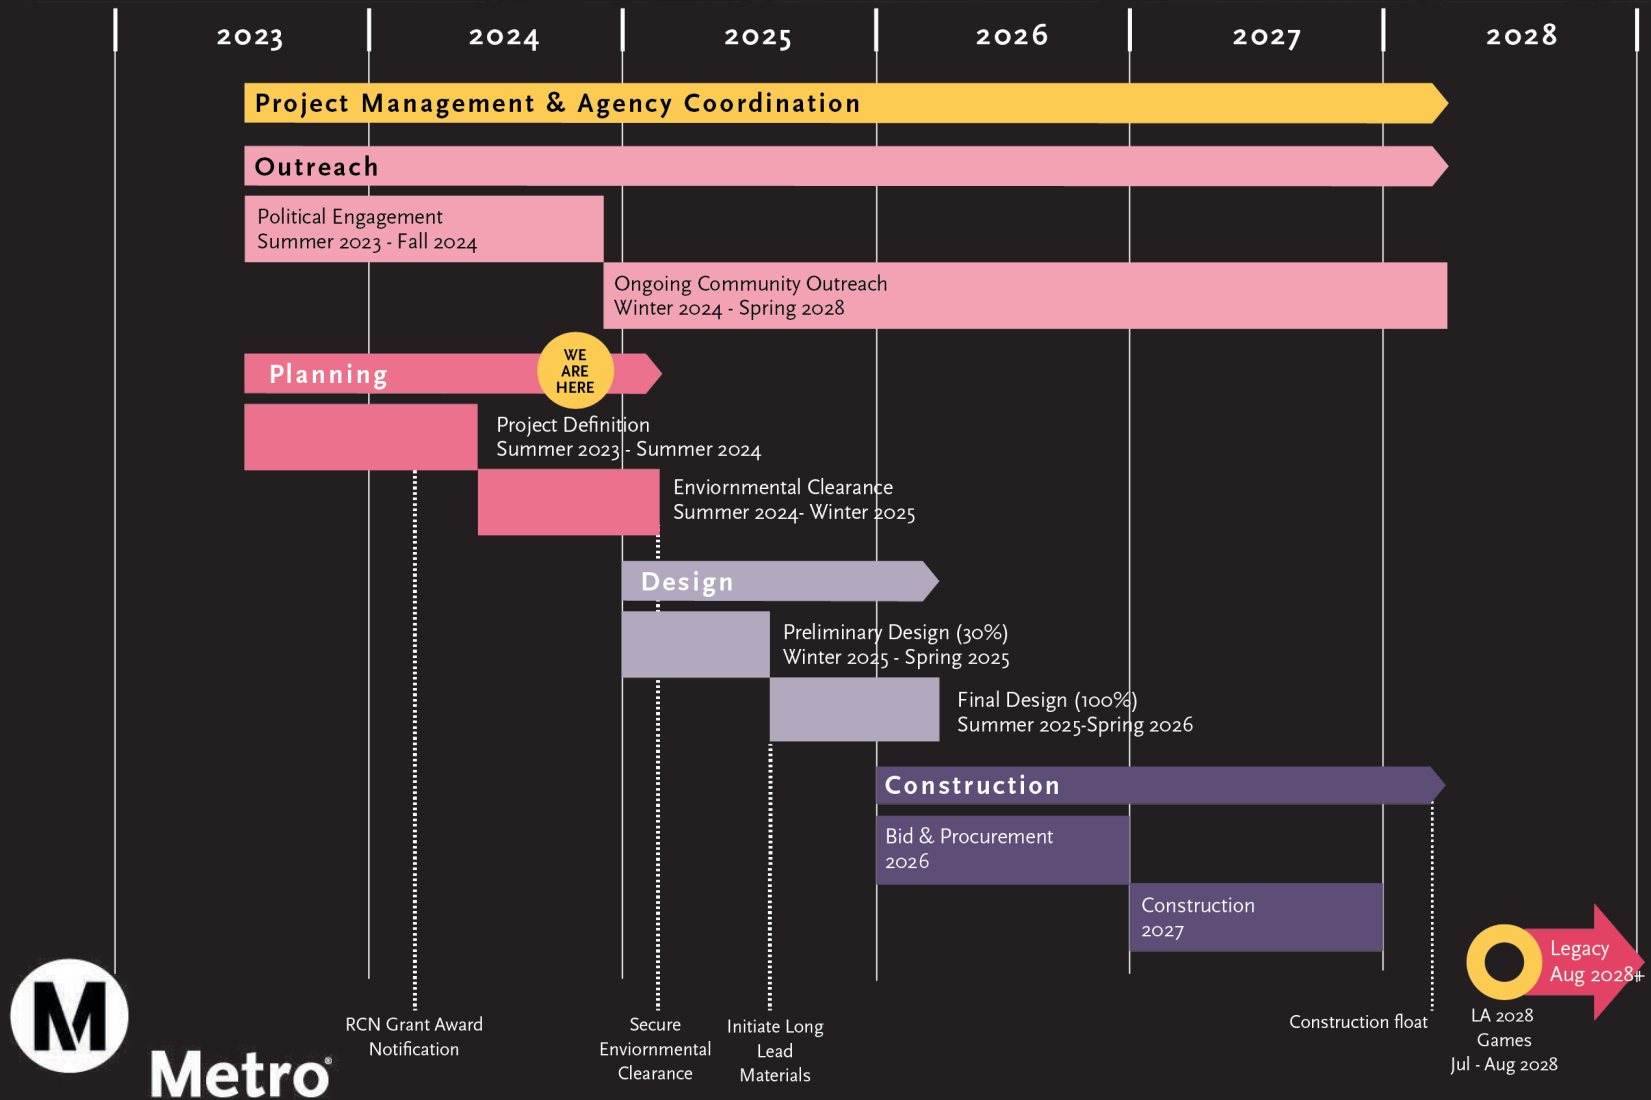 2023 2024 2025 2026 2027 2028
Project Management & Agency Coordination
Outreach
Political Engagement
Summer 2023 - Fall 2024
Ongoing Community Outreach
Winter 2024 - Spring 2028
WE
ARE
HERE
Planning
Project Definition
Summer 2023 - Summer 2024
Enviornmental Clearance
Summer 2024- Winter 2025
Design
Preliminary Design (30%)
Winter 2025 - Spring 2025
Final Design (100%)
Summer 2025-Spring 2026
Construction
Bid & Procurement
2026
Construction
2027
Legacy
Aug 2028+
RCN Grant Award
Notification
Secure
Enviornmental
Clearance
Initiate Long
Lead
Materials
Construction float
LA 2028
Games
Jul - Aug 2028
M
Metro®